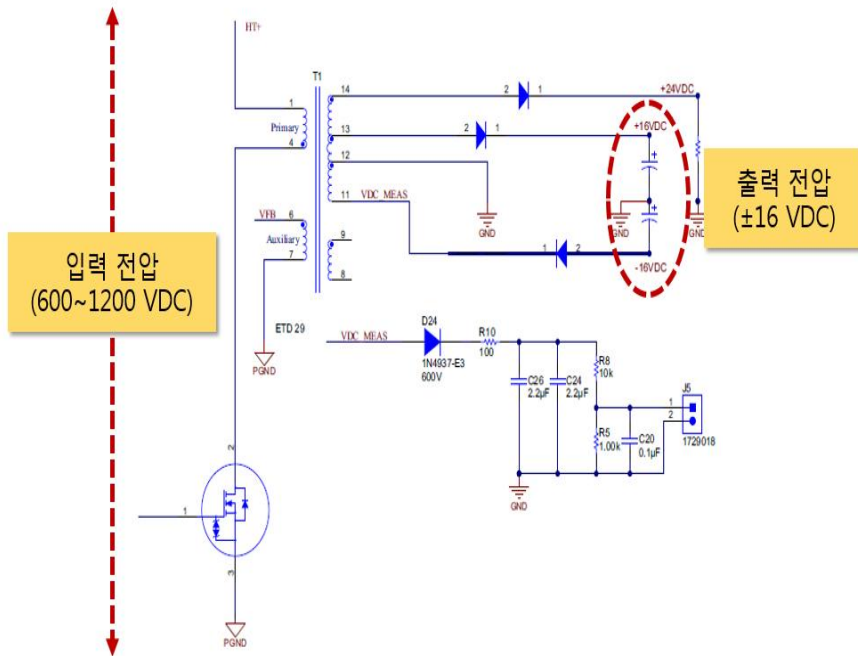 HT+
T1
1
Primary
4
14
13
12
11
VFB
6
Auxiliary
7
9
8
ETD 29
PGND
2
1
+24VDC
2
1
+16VDC
VDC_MEAS
GND
GND
GND
1
2
-16VDC
입력 전압
(600~1200 VDC)
출력 전압
(±16 VDC)
VDC_MEAS
D24
1N4937-E3
600V
R10
100
C26
2.2µF
C24
2.2µF
R8
10k
R5
1.00k
C20
0.1µF
J5
1
2
1729018
GND
2
1
3
PGND